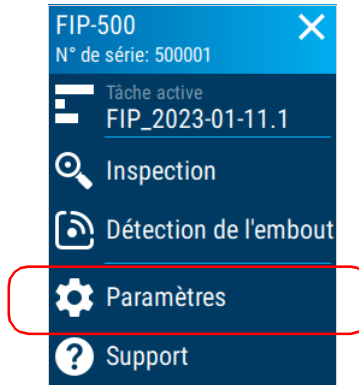 FIP-500
N° de série: 500001
Tâche active
FIP_2023-01-11.1
Inspection
Détection de l'embout
Paramètres
Support